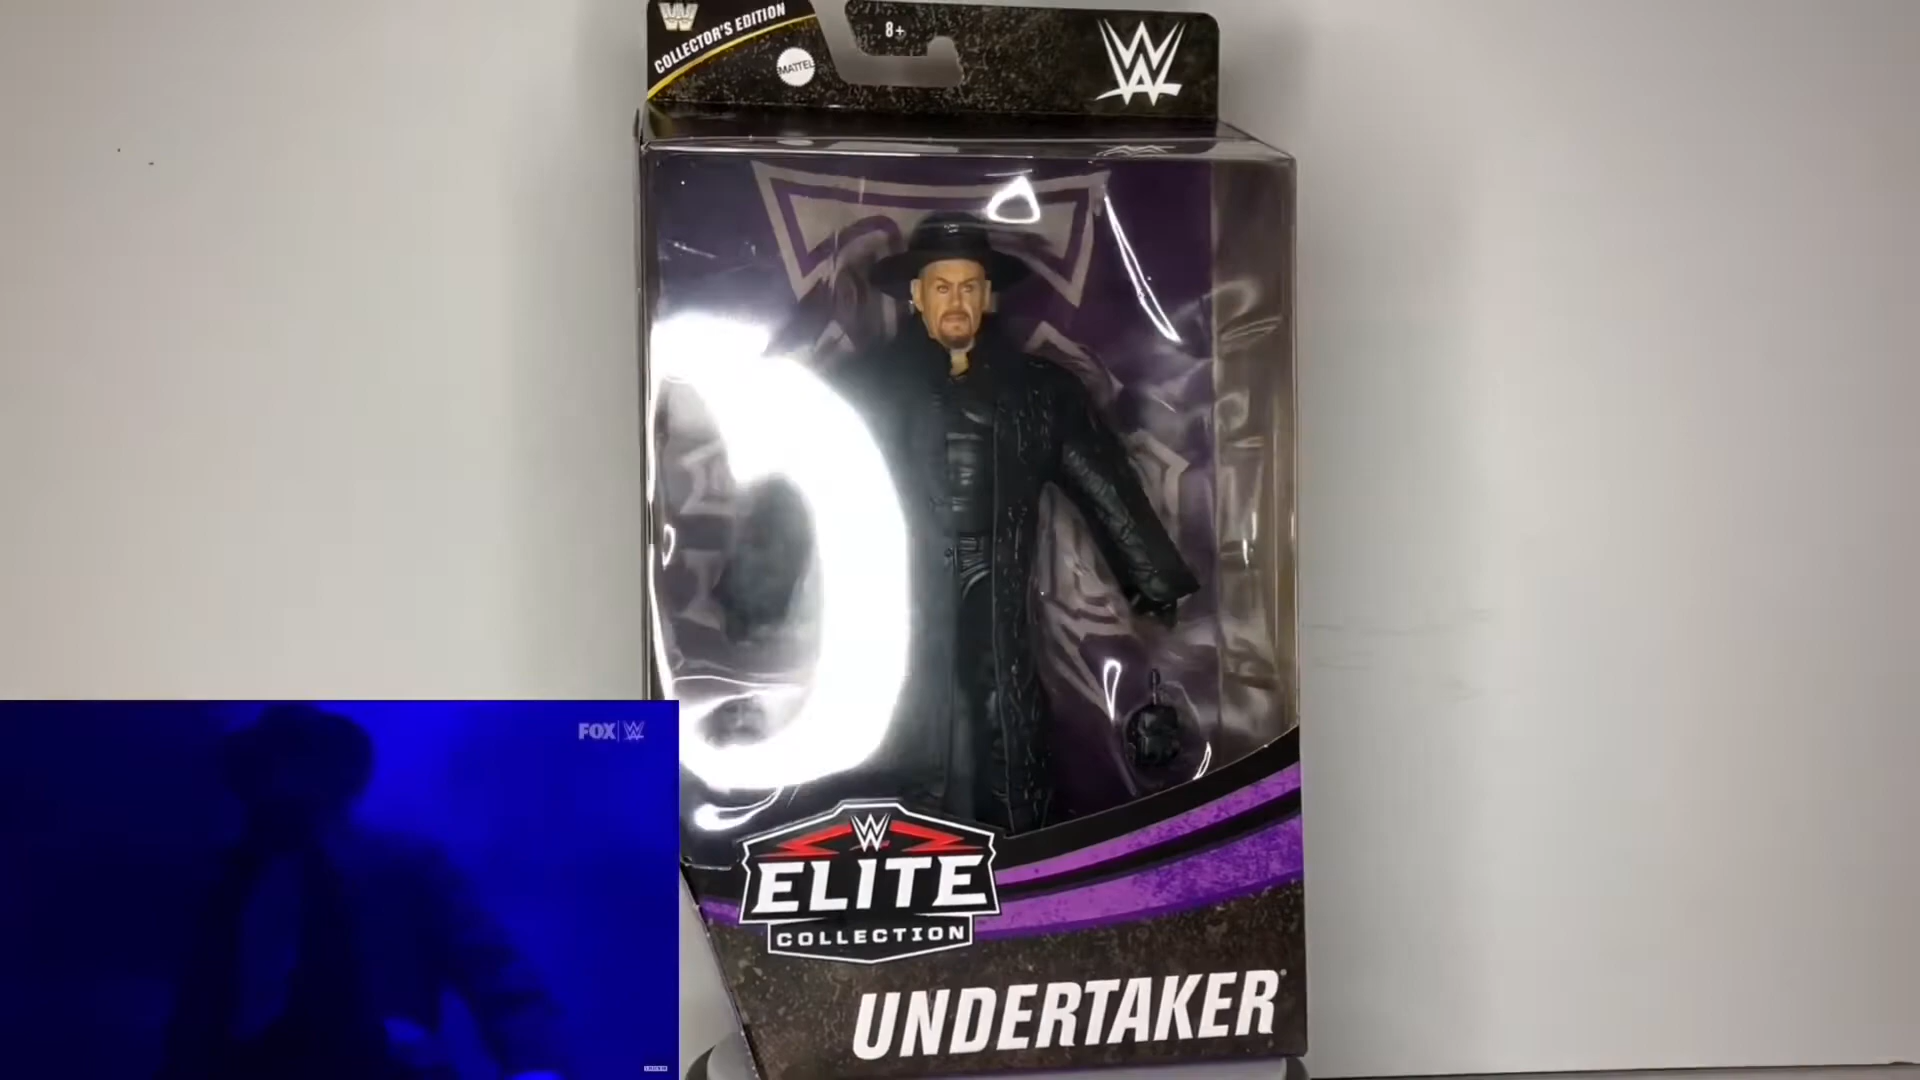 COLLECTOR'S EDITION
MATTEL
8+
W
FOX W
W
ELITE
COLLECTION
UNDERTAKER